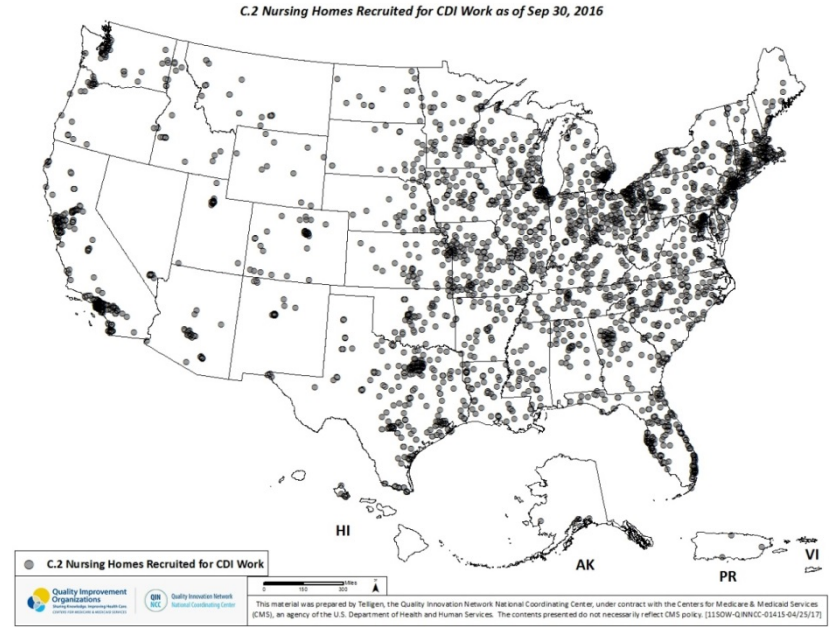 C.2 Nursing Homes Recruited for CDI Work as of Sep 30, 2016
HI
AK
PR
VI
C.2 Nursing Homes Recruited for CDI Work
Quality Improvement
Organizations
Sharing Knowledge. Improving Health Care.
CENTERS FOR MEDICARE & MEDICAID SERVICES
QIN
NCC
Quality Innovation Network
National Coordinating Center
Miles
0 150 300
This material was prepared by Telligen, the Quality Innovation Network National Coordinating Center, under contract with the Centers for Medicare & Medicaid Services
(CMS), an agency of the U.S. Department of Health and Human Services. The contents presented do not necessarily reflect CMS policy. [11SOW-QINNCC-01415-04/25/17]